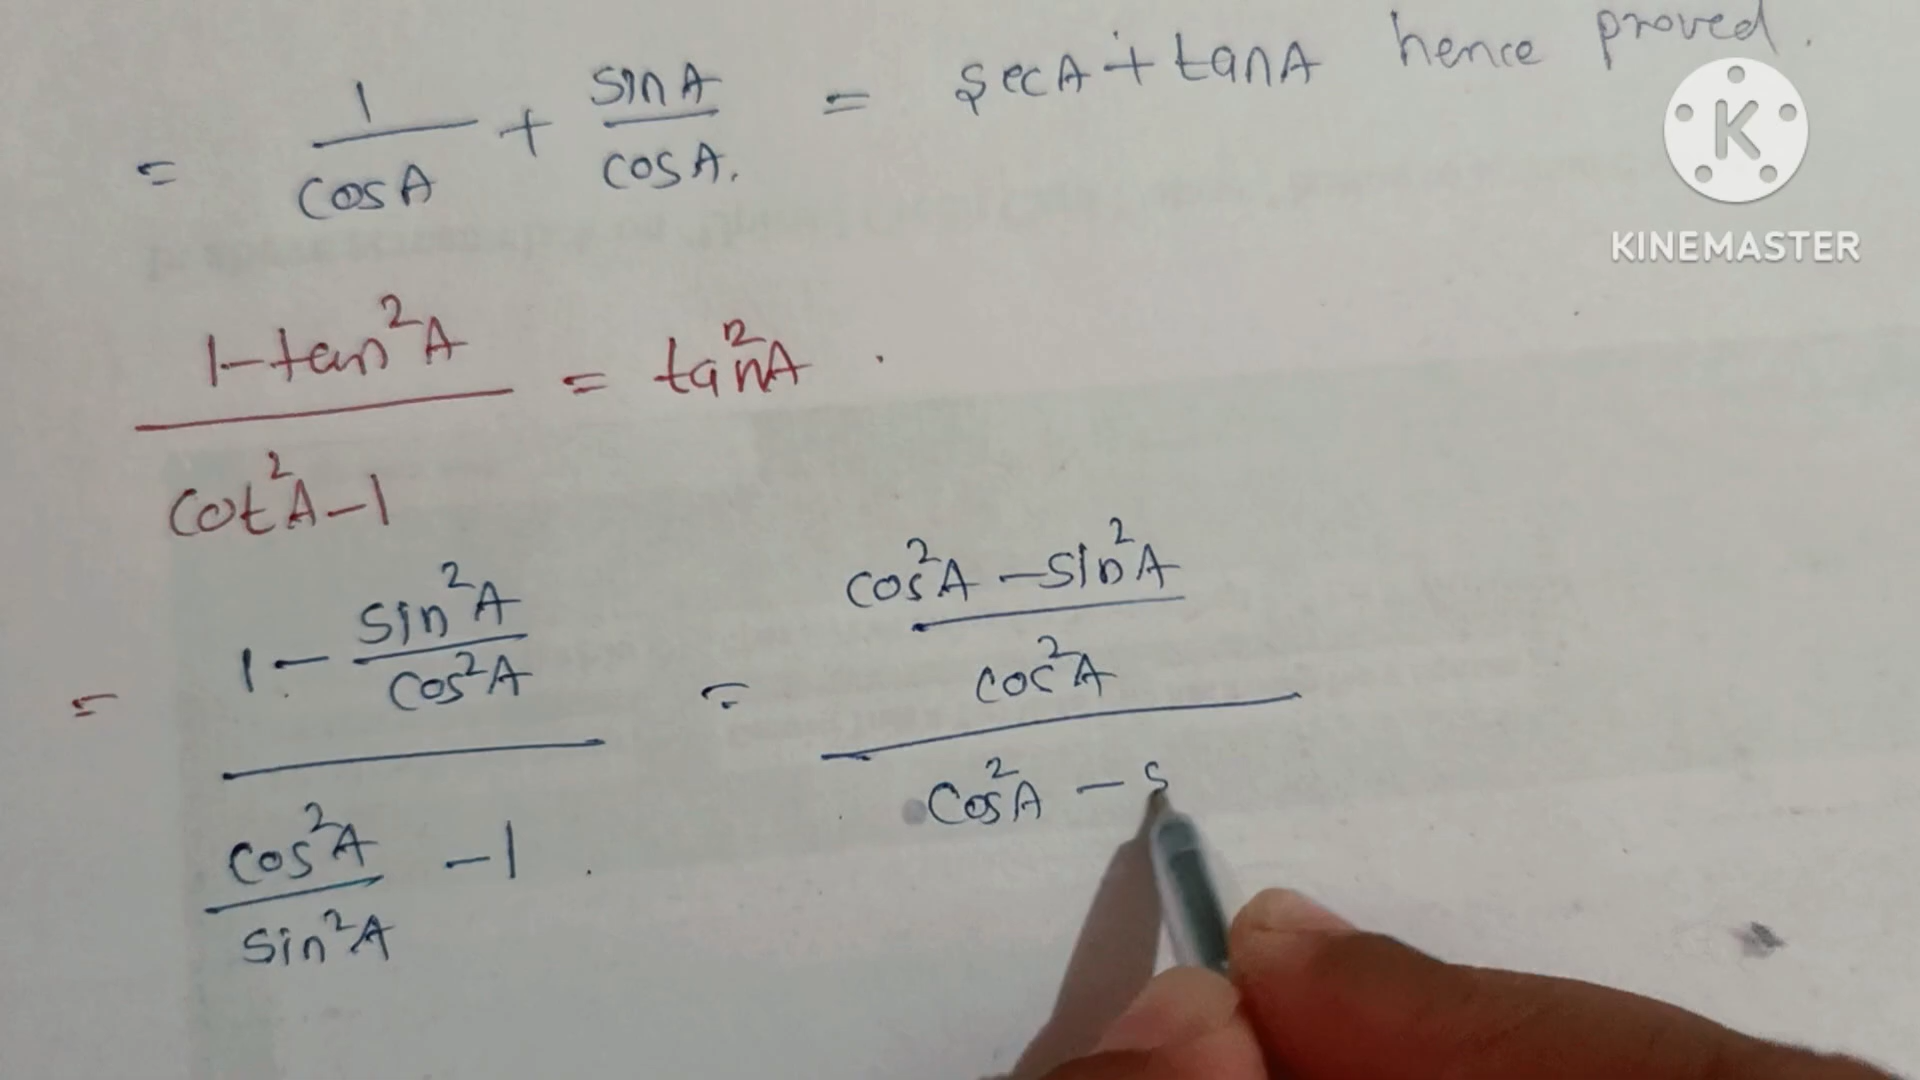 = 1/cosA + sinA/cosA. = secA + tanA hence proved.
KINEMASTER
1-tan²A / cot²A-1 = tan²A .
= 1 - sin²A/cos²A / cos²A/sin²A - 1 = cos²A - sin²A / cos²A / cos²A - s